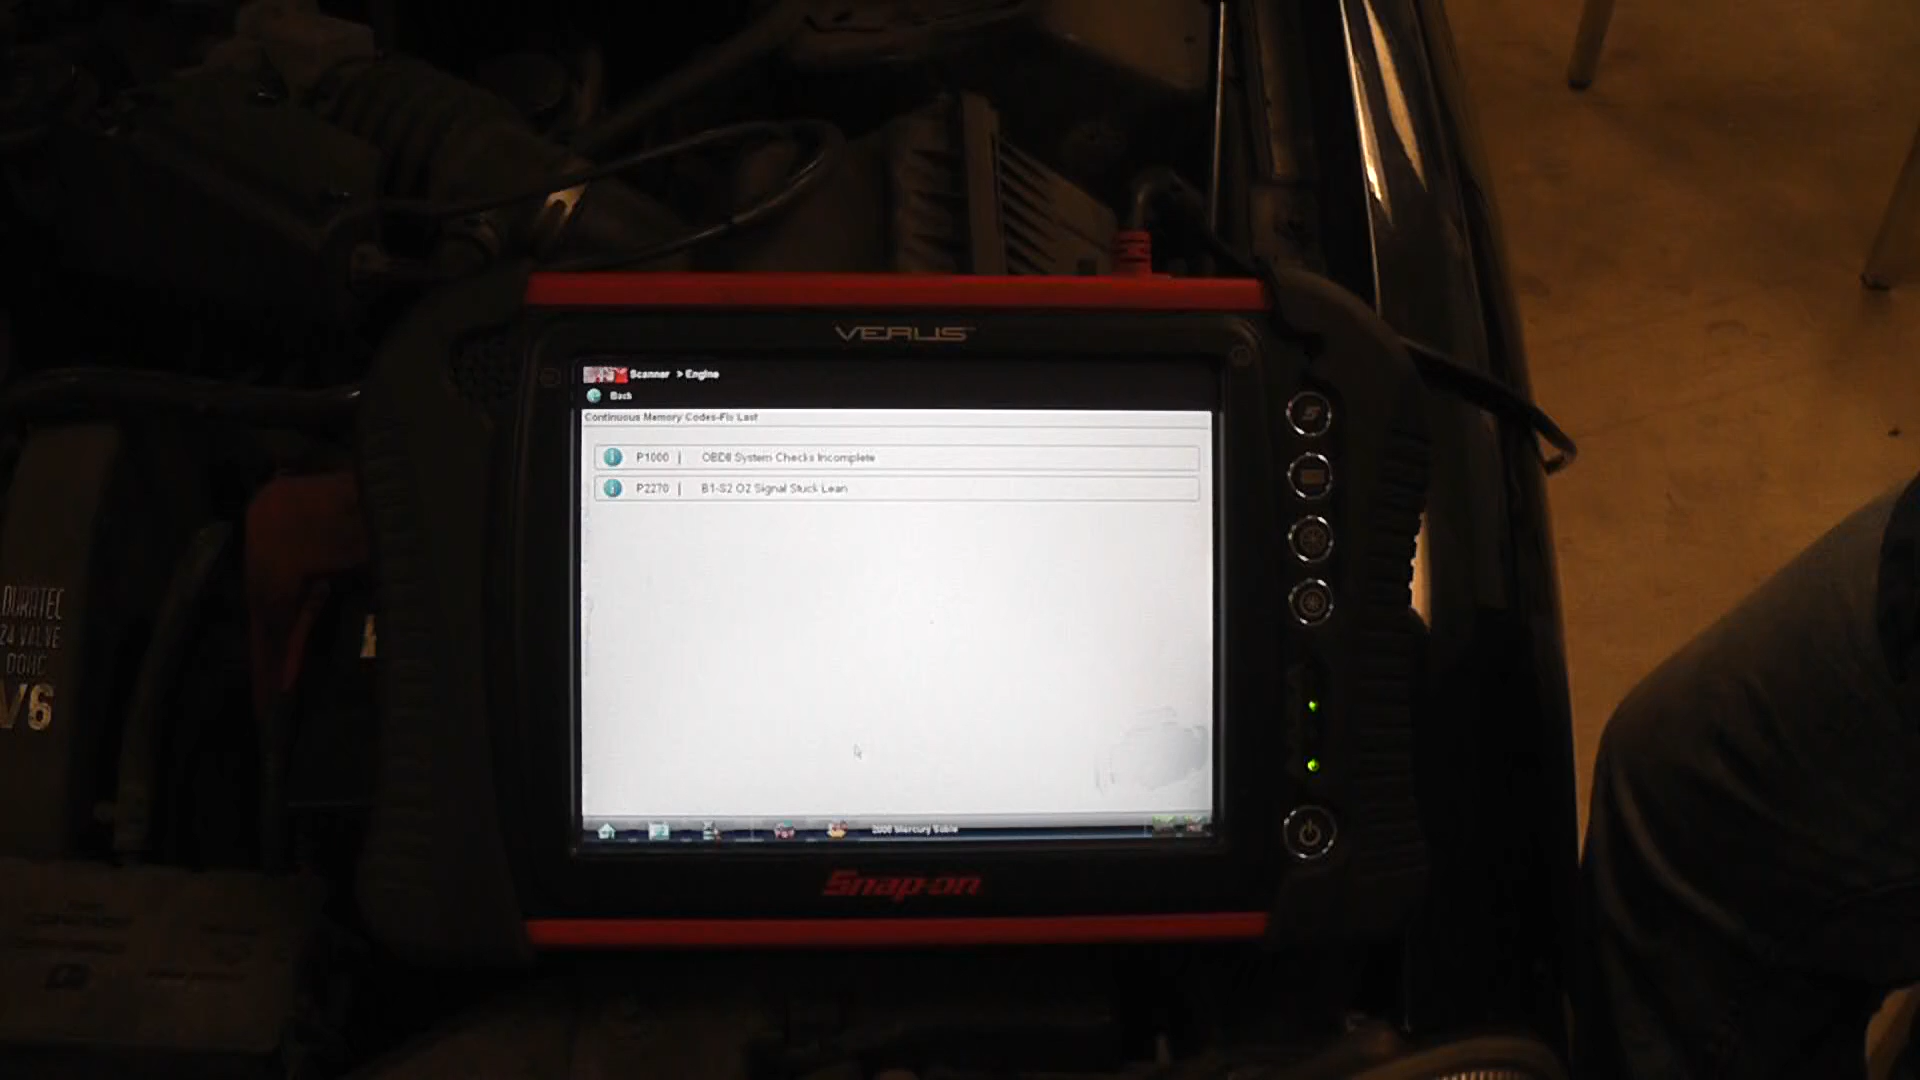 VERUS
Scanner > Engine
Back
Continuous Memory Codes-Fix Last
P1000 | OBDII System Checks Incomplete
P2270 | B1-S2 O2 Signal Stuck Lean
Mercury Sable
Snap-on
DURATEC
24 VALVE
DOHC
V6